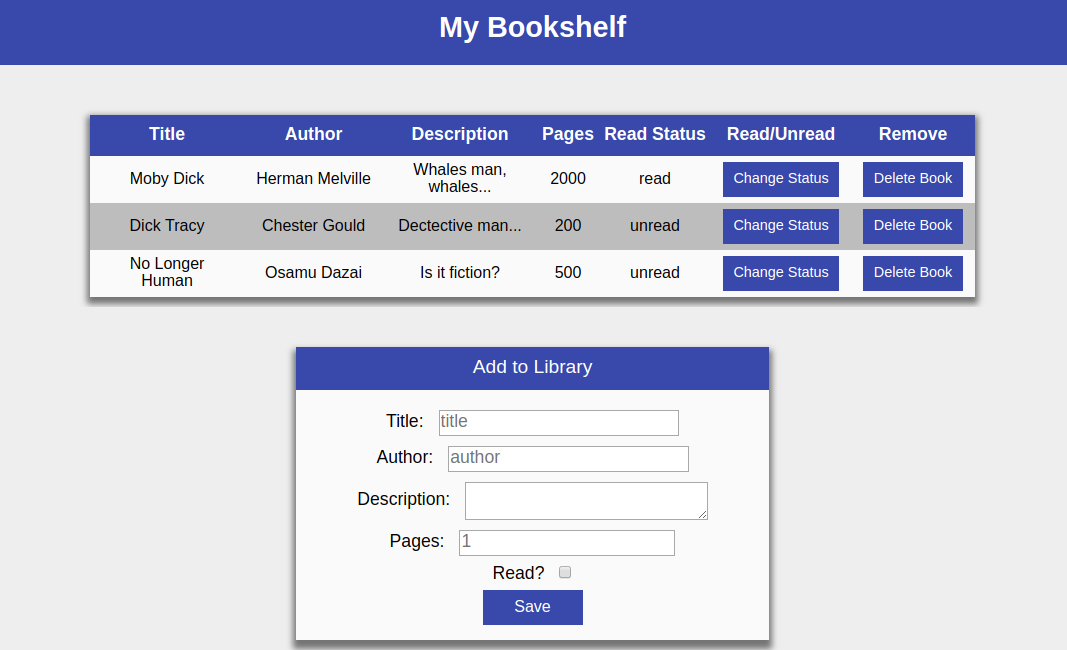 My Bookshelf
Title Author Description Pages Read Status Read/Unread Remove
Moby Dick Herman Melville Whales man, whales... 2000 read Change Status Delete Book
Dick Tracy Chester Gould Dectective man... 200 unread Change Status Delete Book
No Longer Human Osamu Dazai Is it fiction? 500 unread Change Status Delete Book
Add to Library
Title: title
Author: author
Description:
Pages: 1
Read?
Save